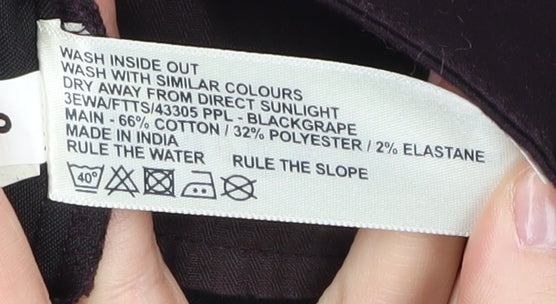 WASH INSIDE OUT
WASH WITH SIMILAR COLOURS
DRY AWAY FROM DIRECT SUNLIGHT
3EWA/FTTS/43305 PPL - BLACKGRAPE
MAIN - 66% COTTON / 32% POLYESTER / 2% ELASTANE
MADE IN INDIA
RULE THE WATER RULE THE SLOPE
40°